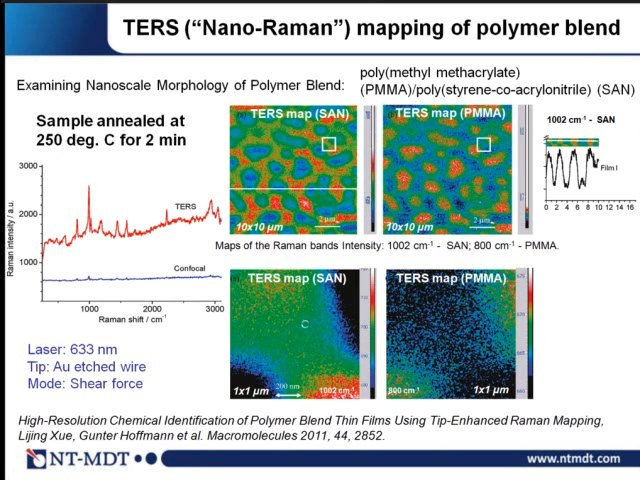 TERS (“Nano-Raman”) mapping of polymer blend
Examining Nanoscale Morphology of Polymer Blend:
poly(methyl methacrylate)
(PMMA)/poly(styrene-co-acrylonitrile) (SAN)
Sample annealed at
250 deg. C for 2 min
TERS map (SAN)
10x10 µm
2 µm
TERS map (PMMA)
10x10 µm
2 µm
1002 cm-1 - SAN
Film I
0 2 4 6 8 10 10 16
Raman intensity / a.u.
3000
2000
1000
TERS
Confocal
1000 2000 3000
Raman shift / cm-1
Maps of the Raman bands Intensity: 1002 cm-1 - SAN; 800 cm-1 - PMMA.
TERS map (SAN)
C
1x1 µm
200 nm
1002 cm-1
TERS map (PMMA)
800 cm-1
1x1 µm
Laser: 633 nm
Tip: Au etched wire
Mode: Shear force
High-Resolution Chemical Identification of Polymer Blend Thin Films Using Tip-Enhanced Raman Mapping,
Lijing Xue, Gunter Hoffmann et al. Macromolecules 2011, 44, 2852.
NT-MDT
www.ntmdt.com